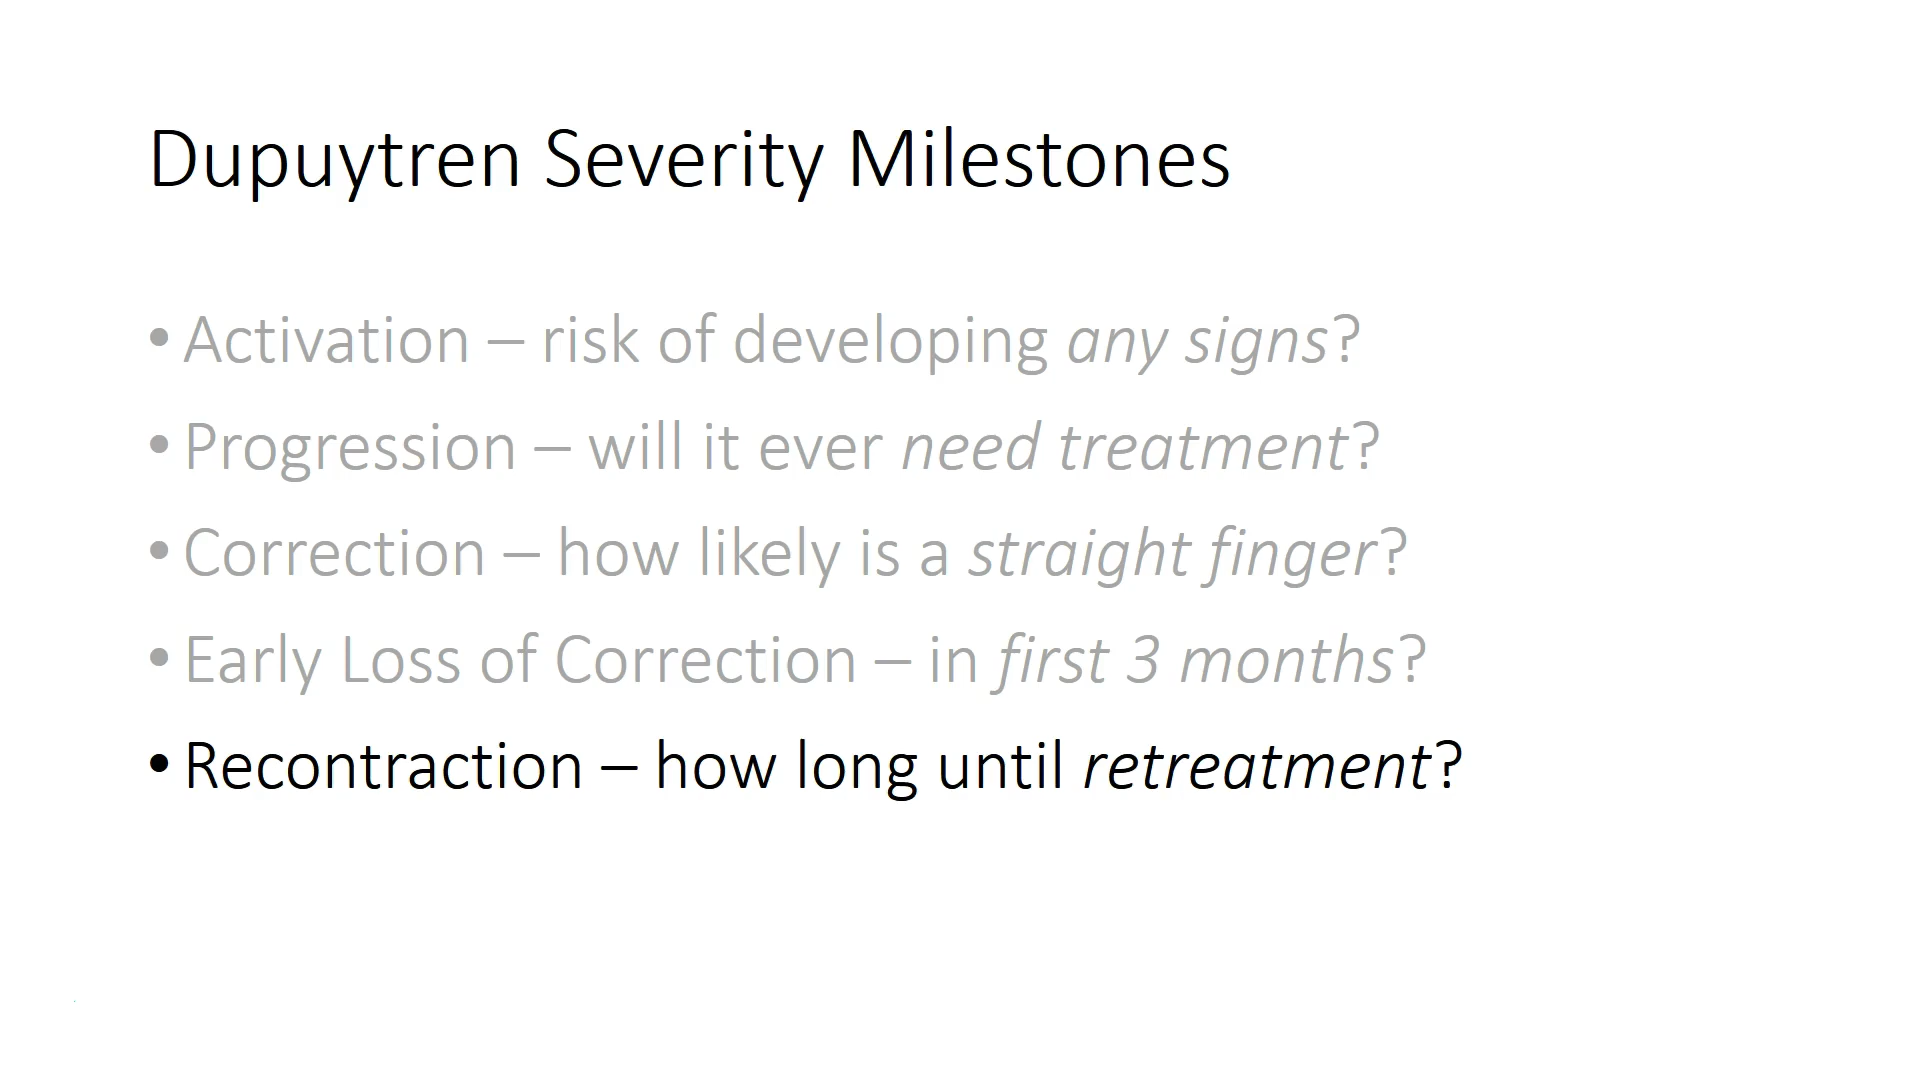 Dupuytren Severity Milestones
• Activation – risk of developing any signs?
• Progression – will it ever need treatment?
• Correction – how likely is a straight finger?
• Early Loss of Correction – in first 3 months?
• Recontraction – how long until retreatment?